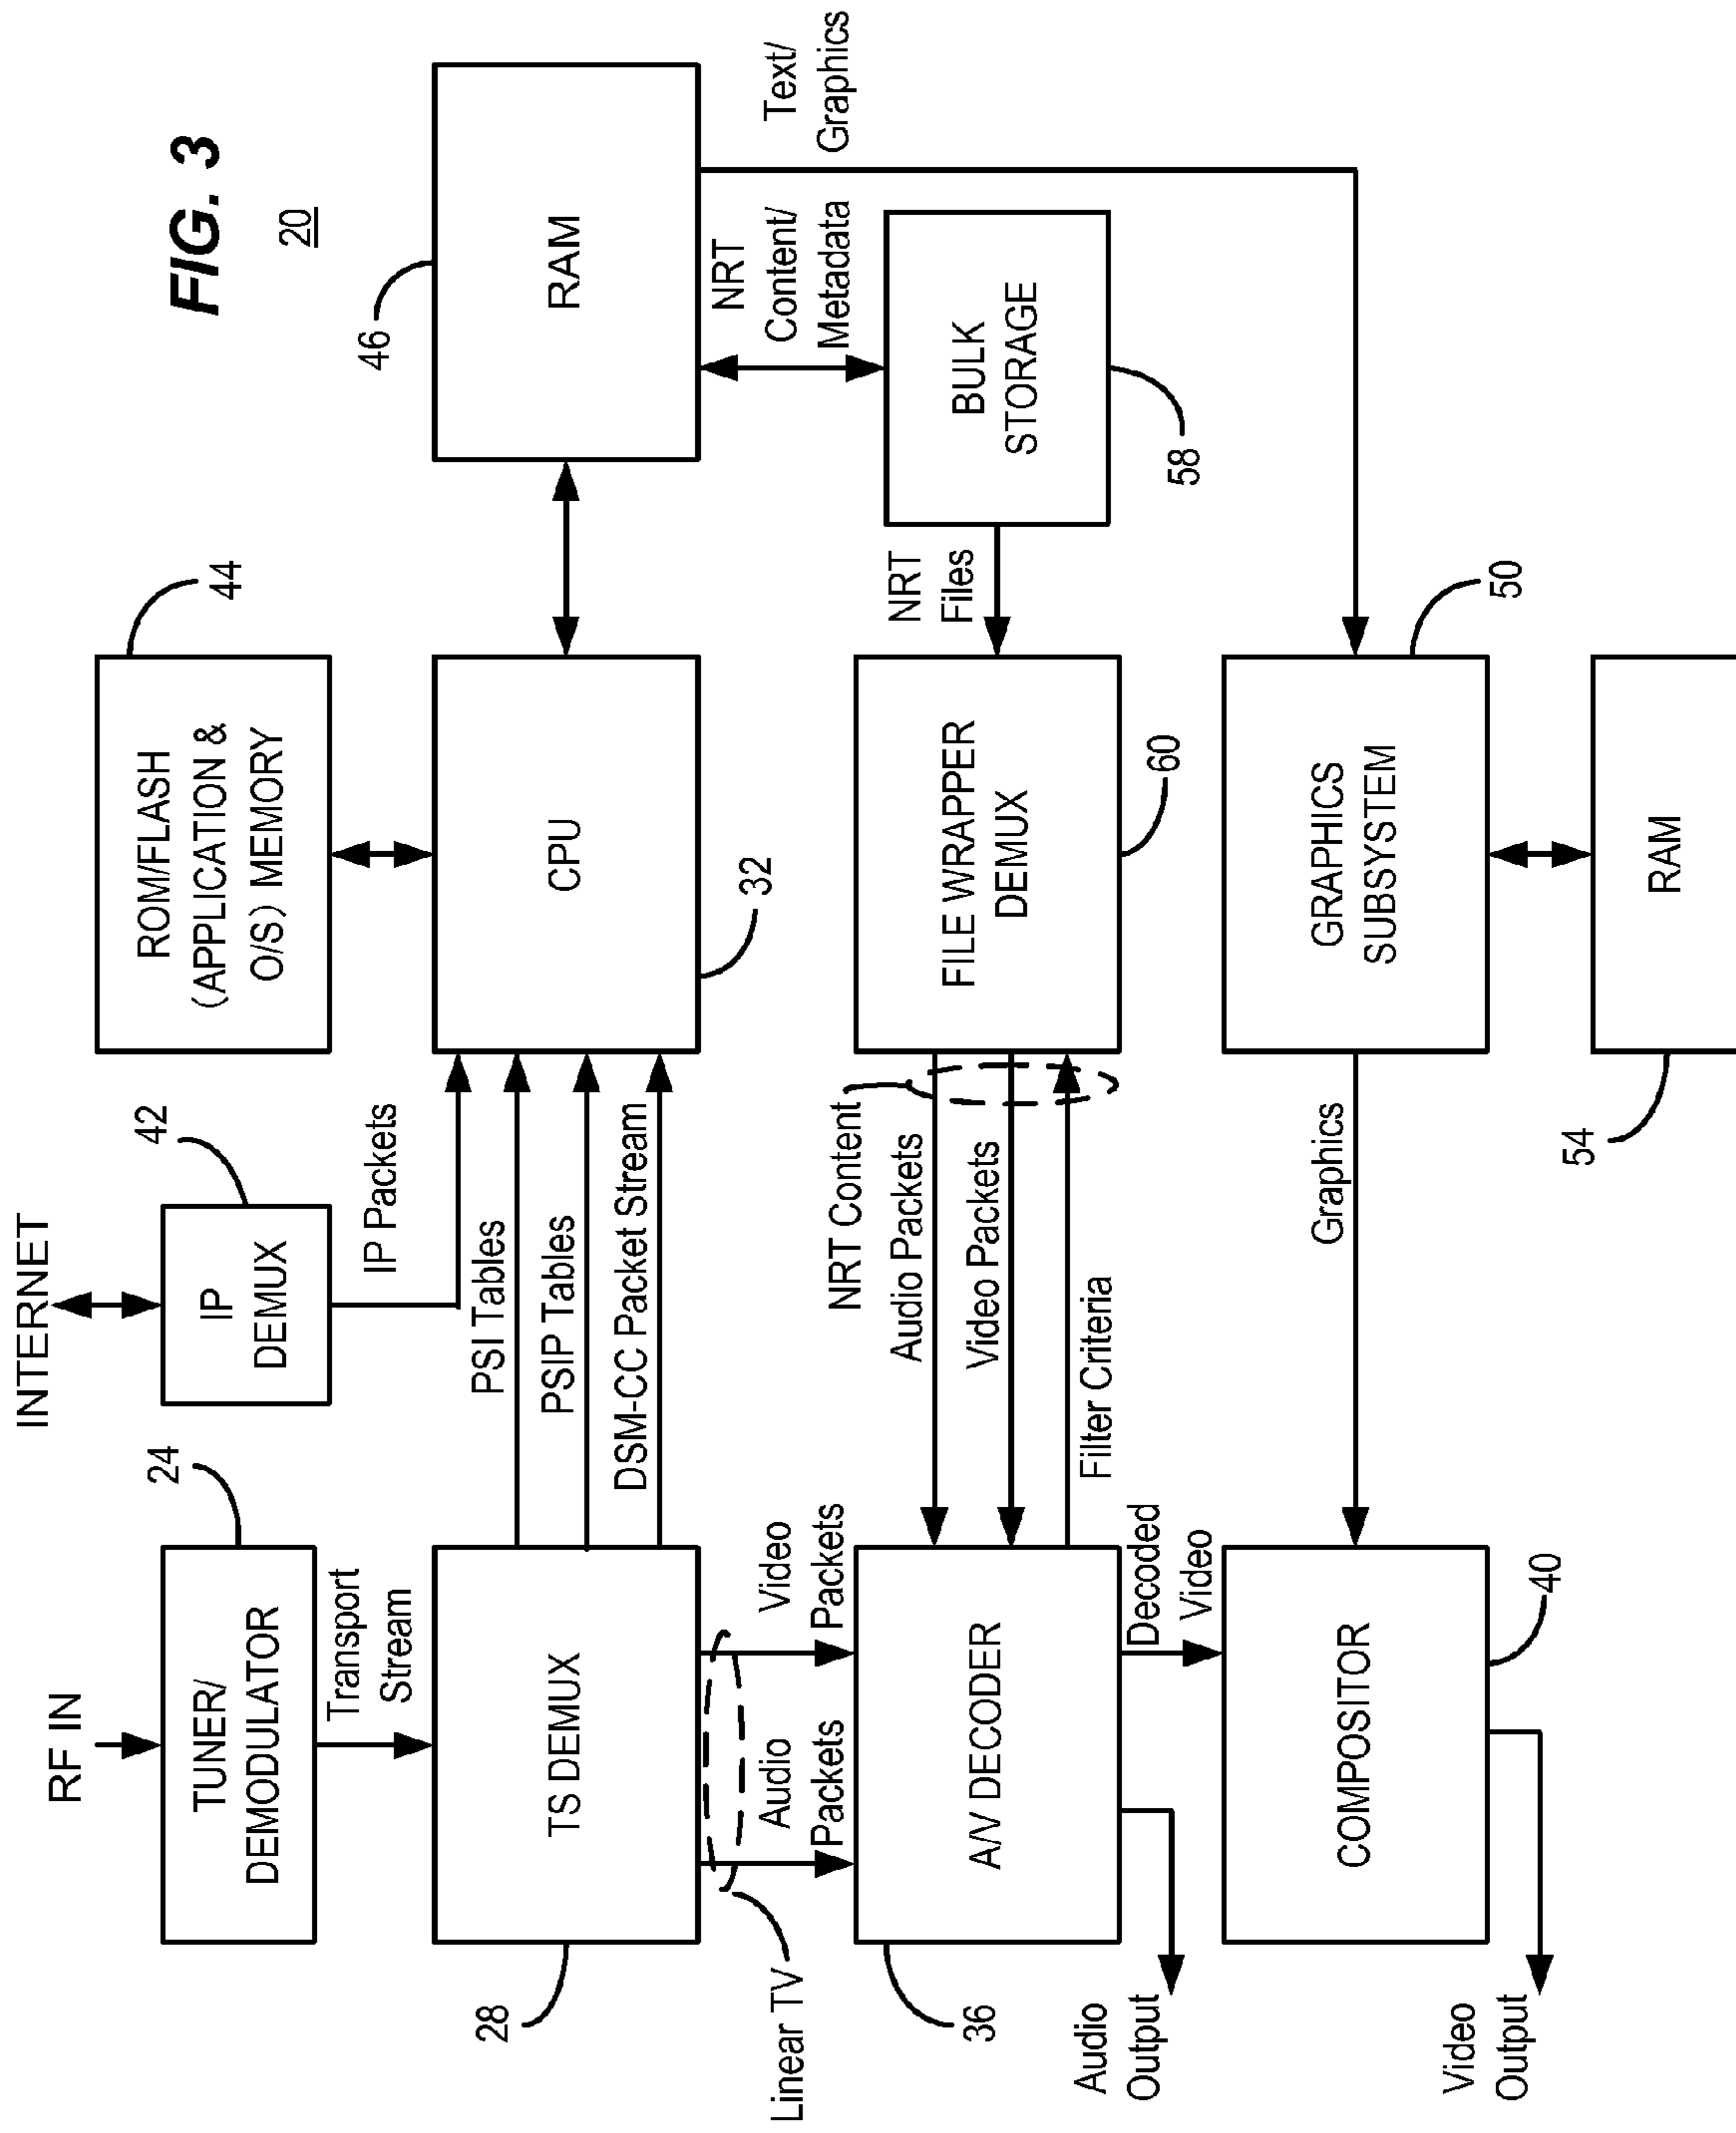 FIG. 3
20
RF IN
INTERNET
24
42
44
46
TUNER/
DEMODULATOR
IP
DEMUX
ROM/FLASH
(APPLICATION &
O/S) MEMORY
Transport
Stream
IP Packets
28
TS DEMUX
PSI Tables
PSIP Tables
DSM-CC Packet Stream
CPU
32
RAM
Linear TV
Audio
Packets
Video
Packets
NRT Content
NRT
Content/
Metadata
Text/
Graphics
36
A/V DECODER
Audio Packets
Video Packets
Filter Criteria
FILE WRAPPER
DEMUX
60
NRT
Files
BULK
STORAGE
58
Audio
Output
Decoded
Video
COMPOSITOR
40
Graphics
GRAPHICS
SUBSYSTEM
50
Video
Output
54
RAM